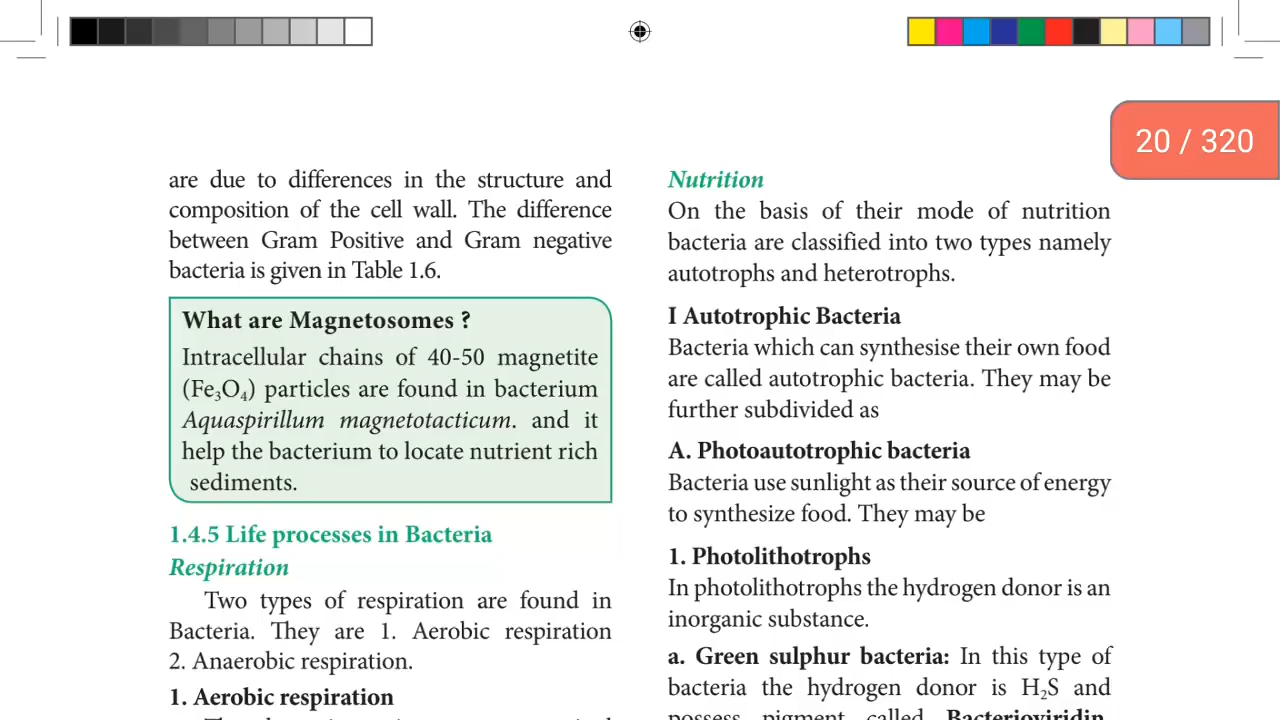 20 / 320
are due to differences in the structure and
composition of the cell wall. The difference
between Gram Positive and Gram negative
bacteria is given in Table 1.6.
What are Magnetosomes ?
Intracellular chains of 40-50 magnetite
(Fe₃O₄) particles are found in bacterium
Aquaspirillum magnetotacticum. and it
help the bacterium to locate nutrient rich
sediments.
1.4.5 Life processes in Bacteria
Respiration
Two types of respiration are found in
Bacteria. They are 1. Aerobic respiration
2. Anaerobic respiration.
1. Aerobic respiration
Nutrition
On the basis of their mode of nutrition
bacteria are classified into two types namely
autotrophs and heterotrophs.
I Autotrophic Bacteria
Bacteria which can synthesise their own food
are called autotrophic bacteria. They may be
further subdivided as
A. Photoautotrophic bacteria
Bacteria use sunlight as their source of energy
to synthesize food. They may be
1. Photolithotrophs
In photolithotrophs the hydrogen donor is an
inorganic substance.
a. Green sulphur bacteria: In this type of
bacteria the hydrogen donor is H₂S and
possess pigment called Bacterioviridin.